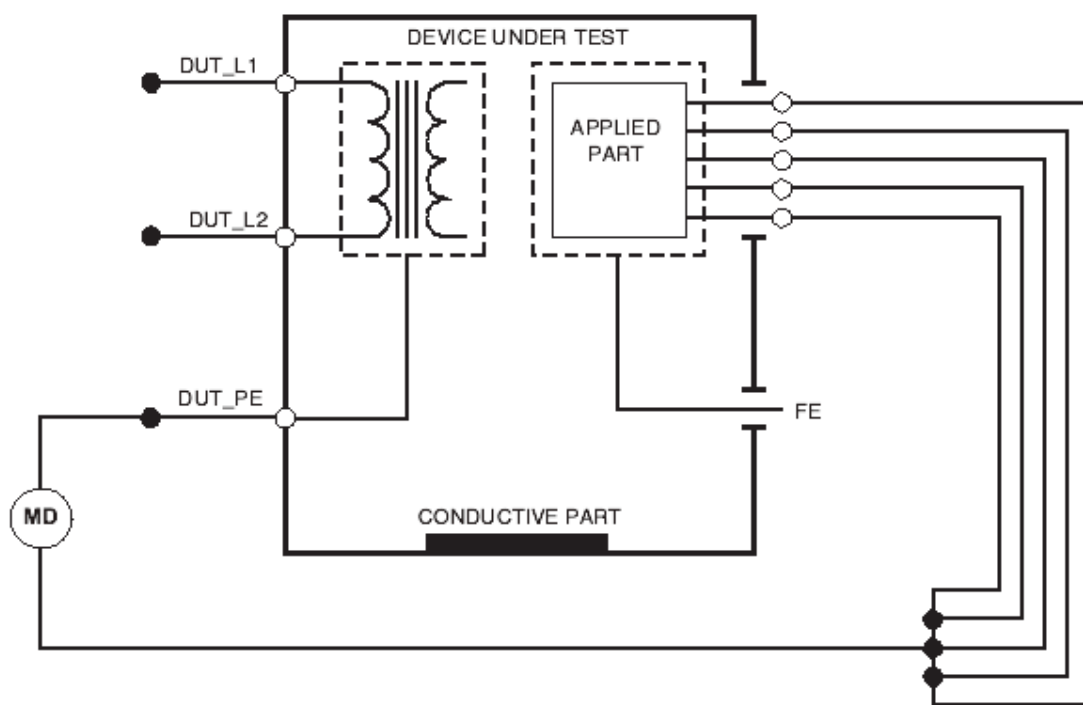 DEVICE UNDER TEST
DUT_L1
APPLIED
PART
DUT_L2
DUT_PE
FE
MD
CONDUCTIVE PART